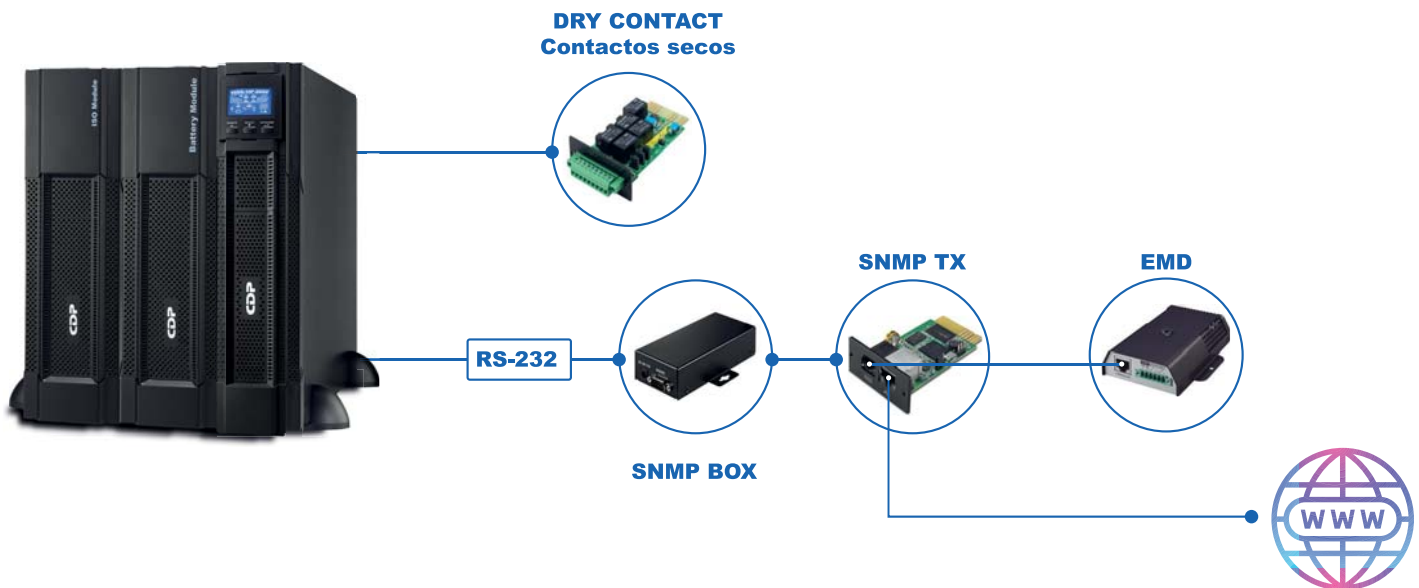 DRY CONTACT
Contactos secos
ISO Module
Battery Module
CDP
CDP
CDP
SNMP TX
EMD
RS-232
SNMP BOX
WWW